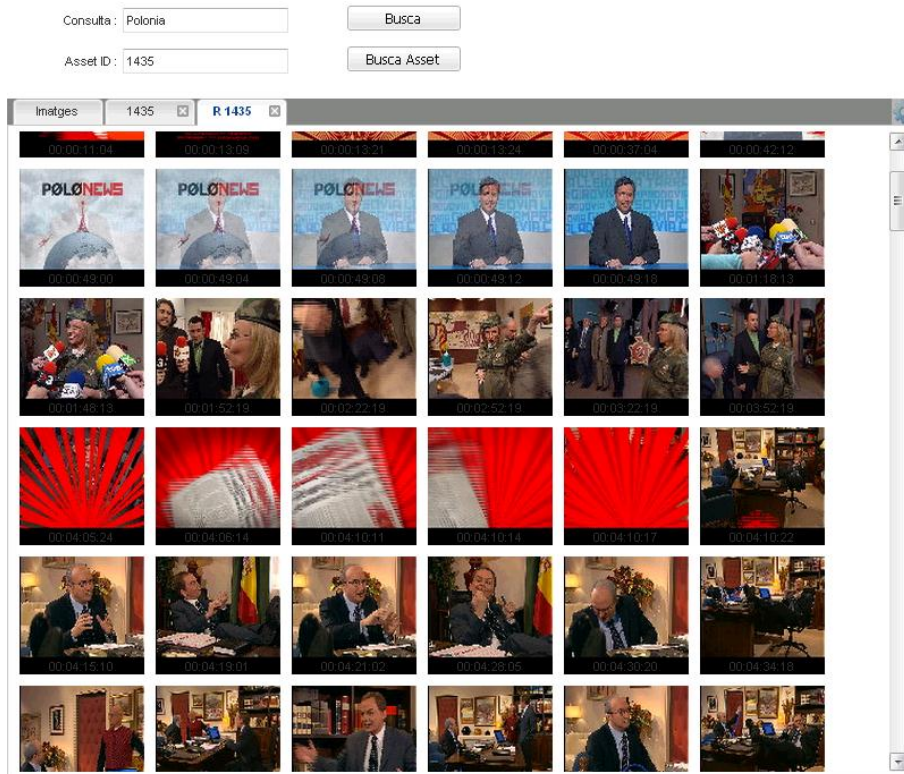 Consulta : Polonia Busca
Asset ID : 1435 Busca Asset
Imatges 1435 R 1435
00:00:11:04 00:00:13:09 00:00:13:21 00:00:13:24 00:00:37:04 00:00:42:12
PØLØNEWS PØLØNEWS PØLØNEWS PØLØNEWS
00:00:49:00 00:00:49:04 00:00:49:08 00:00:49:12 00:00:49:18 00:01:18:13
00:01:48:13 00:01:52:19 00:02:22:19 00:02:52:19 00:03:22:19 00:03:52:19
00:04:05:24 00:04:06:14 00:04:10:11 00:04:10:14 00:04:10:17 00:04:10:22
00:04:15:10 00:04:19:01 00:04:21:02 00:04:28:05 00:04:30:20 00:04:34:18